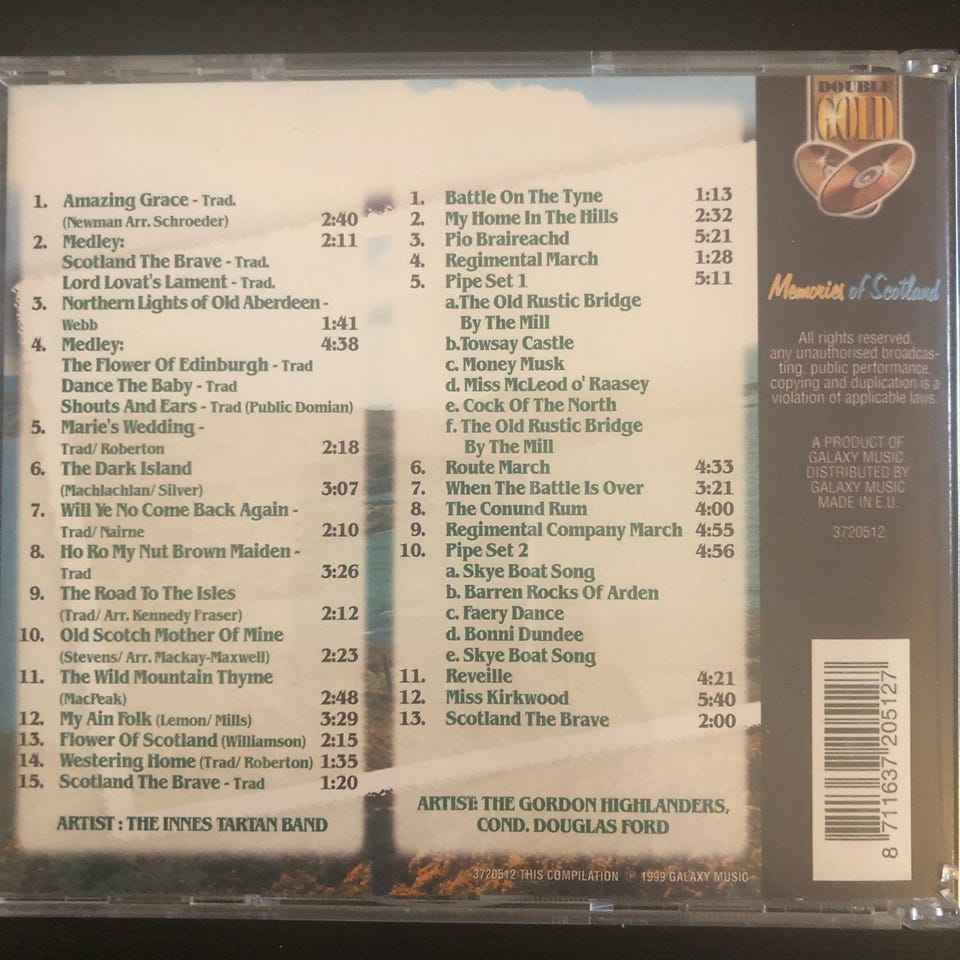 1. Amazing Grace - Trad.
(Newman Arr. Schroeder) 2:40
2. Medley: 2:11
Scotland The Brave - Trad.
Lord Lovat's Lament - Trad.
3. Northern Lights of Old Aberdeen -
Webb 1:41
4. Medley: 4:38
The Flower Of Edinburgh - Trad
Dance The Baby - Trad
Shouts And Ears - Trad (Public Domian)
5. Marie's Wedding -
Trad/ Roberton 2:18
6. The Dark Island
(Machlachlan/ Silver) 3:07
7. Will Ye No Come Back Again -
Trad/ Nairne 2:10
8. Ho Ro My Nut Brown Maiden -
Trad 3:26
9. The Road To The Isles
(Trad/ Arr. Kennedy Fraser) 2:12
10. Old Scotch Mother Of Mine
(Stevens/ Arr. Mackay-Maxwell) 2:23
11. The Wild Mountain Thyme
(MacPeak) 2:48
12. My Ain Folk (Lemon/ Mills) 3:29
13. Flower Of Scotland (Williamson) 2:15
14. Westering Home (Trad/ Roberton) 1:35
15. Scotland The Brave - Trad 1:20
ARTIST : THE INNES TARTAN BAND
1. Battle On The Tyne 1:13
2. My Home In The Hills 2:32
3. Pio Braireachd 5:21
4. Regimental March 1:28
5. Pipe Set 1 5:11
a.The Old Rustic Bridge
By The Mill
b.Towsay Castle
c. Money Musk
d. Miss McLeod o' Raasey
e. Cock Of The North
f. The Old Rustic Bridge
By The Mill
6. Route March 4:33
7. When The Battle Is Over 3:21
8. The Conund Rum 4:00
9. Regimental Company March 4:55
10. Pipe Set 2 4:56
a. Skye Boat Song
b. Barren Rocks Of Arden
c. Faery Dance
d. Bonni Dundee
e. Skye Boat Song
11. Reveille 4:21
12. Miss Kirkwood 5:40
13. Scotland The Brave 2:00
ARTIST: THE GORDON HIGHLANDERS,
COND. DOUGLAS FORD
3720512 THIS COMPILATION ℗ 1999 GALAXY MUSIC
DOUBLE
GOLD
Memories of Scotland
All rights reserved.
any unauthorised broadcas-
ting, public performance,
copying and duplication is a
violation of applicable laws.
A PRODUCT OF
GALAXY MUSIC
DISTRIBUTED BY
GALAXY MUSIC
MADE IN E.U.
3720512
8 711637 205127